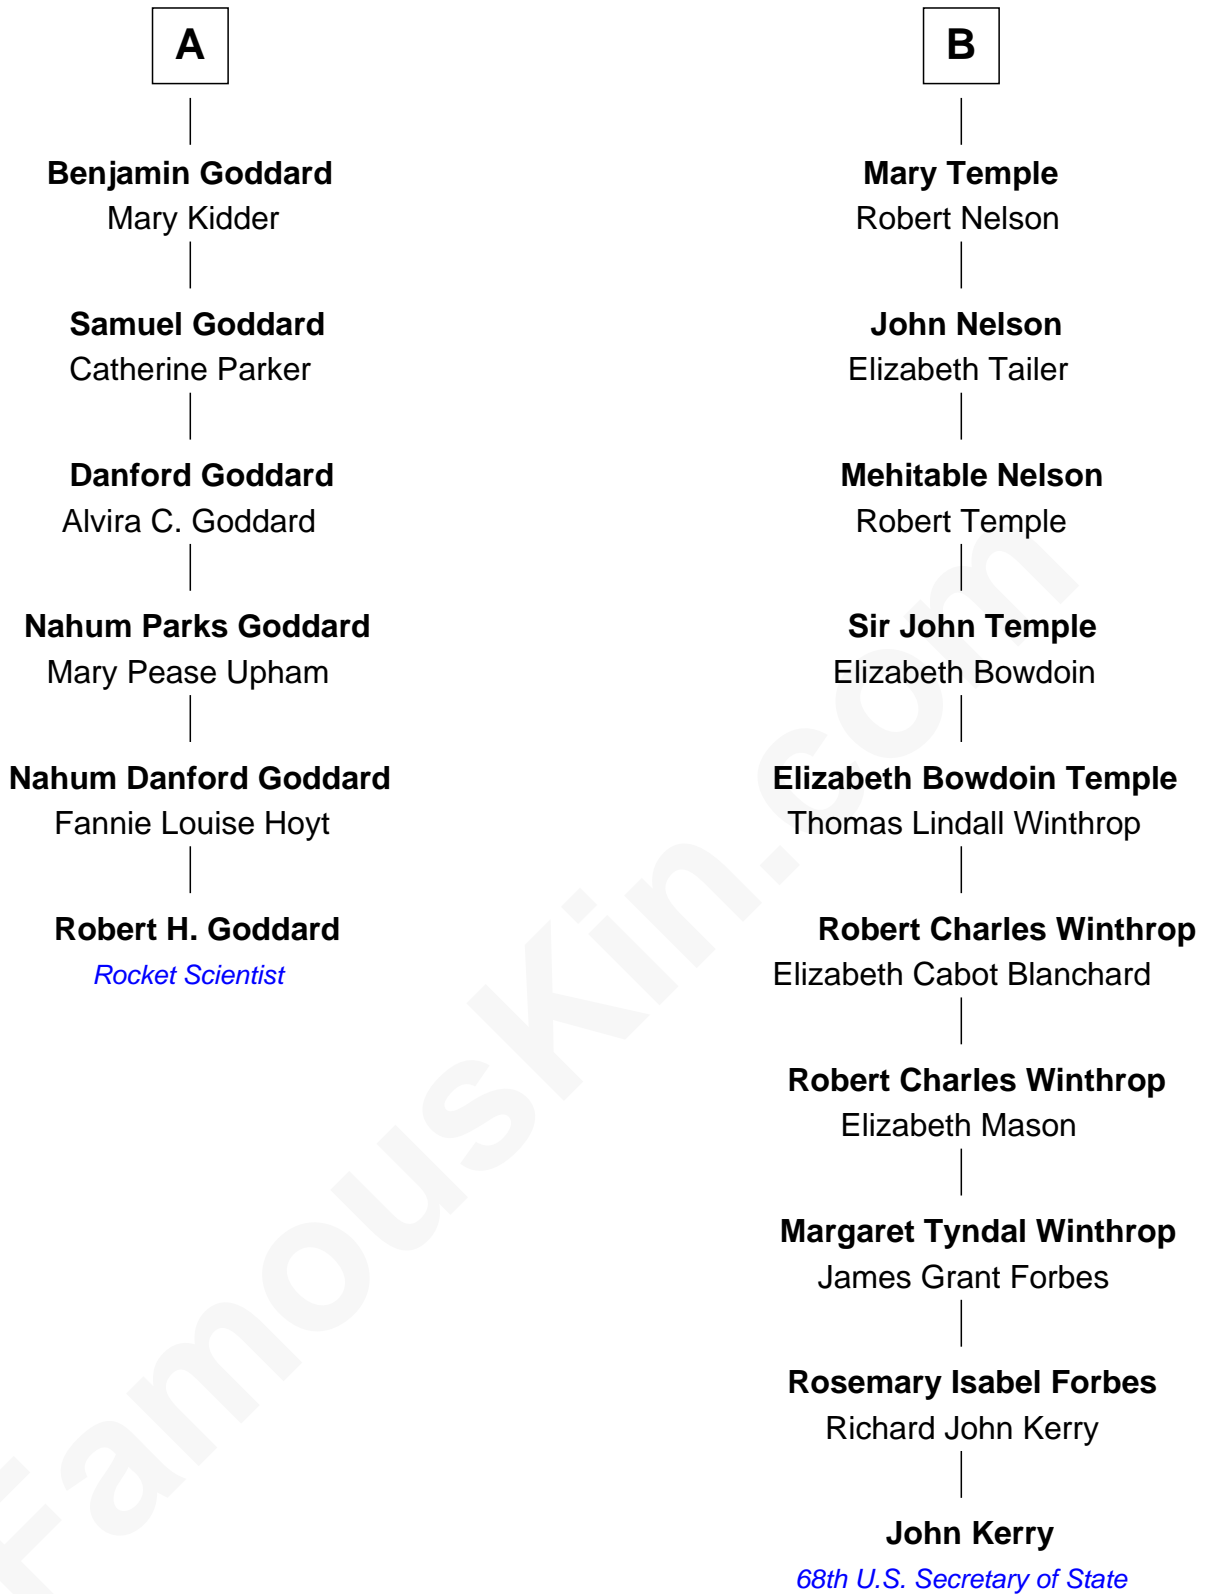 A
Benjamin Goddard
Mary Kidder
Samuel Goddard
Catherine Parker
Danford Goddard
Alvira C. Goddard
Nahum Parks Goddard
Mary Pease Upham
Nahum Danford Goddard
Fannie Louise Hoyt
Robert H. Goddard
Rocket Scientist
B
Mary Temple
Robert Nelson
John Nelson
Elizabeth Tailer
Mehitable Nelson
Robert Temple
Sir John Temple
Elizabeth Bowdoin
Elizabeth Bowdoin Temple
Thomas Lindall Winthrop
Robert Charles Winthrop
Elizabeth Cabot Blanchard
Robert Charles Winthrop
Elizabeth Mason
Margaret Tyndal Winthrop
James Grant Forbes
Rosemary Isabel Forbes
Richard John Kerry
John Kerry
68th U.S. Secretary of State
FamousKin.com